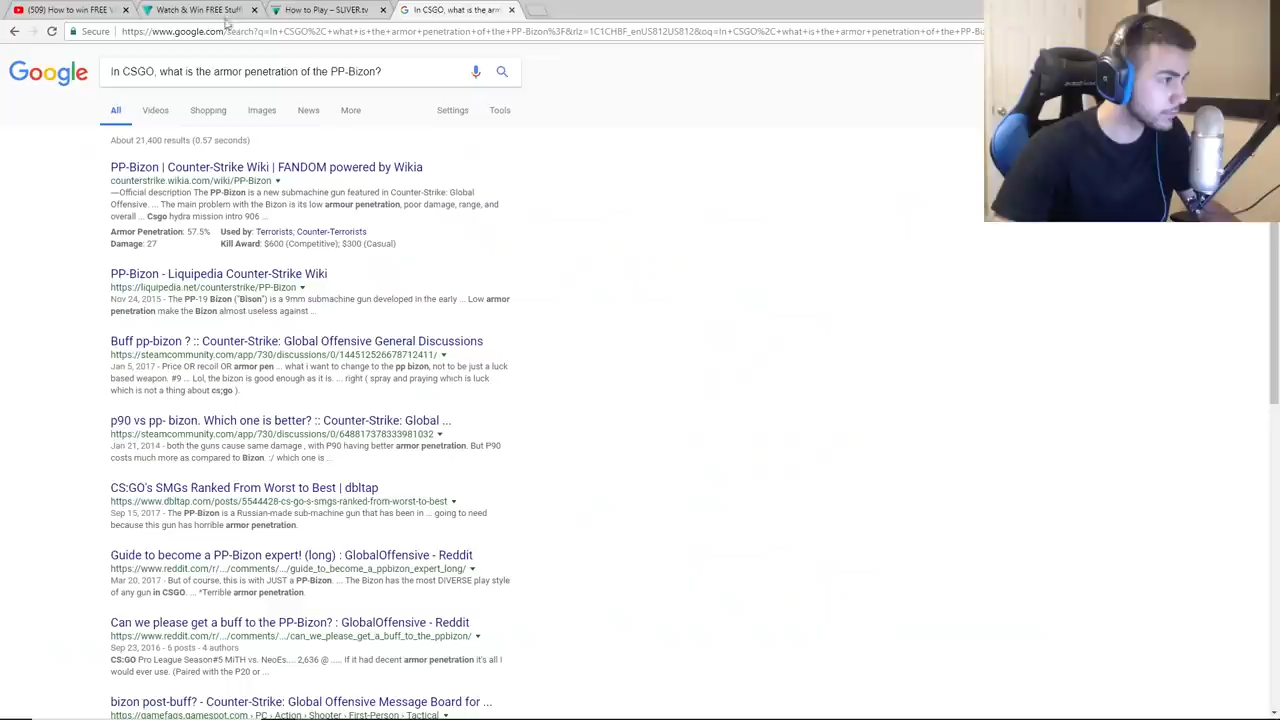 (509) How to win FREE
Watch & Win FREE Stuff!
How to Play – SLIVER.tv
In CSGO, what is the arm
Secure
https://www.google.com/search?q=In+CSGO%2C+what+is+the+armor+penetration+of+the+PP-Bizon%3F&rlz=1C1CHBF_enUS812US812&oq=In+CSGO%2C+what+is+the+armor+penetration+of+the+PP-Bi
Google
In CSGO, what is the armor penetration of the PP-Bizon?
All
Videos
Shopping
Images
News
More
Settings
Tools
About 21,400 results (0.57 seconds)
PP-Bizon | Counter-Strike Wiki | FANDOM powered by Wikia
counterstrike.wikia.com/wiki/PP-Bizon
—Official description The PP-Bizon is a new submachine gun featured in Counter-Strike: Global
Offensive. ... The main problem with the Bizon is its low armour penetration, poor damage, range, and
overall ... Csgo hydra mission intro 906 ...
Armor Penetration: 57.5% Used by: Terrorists; Counter-Terrorists
Damage: 27 Kill Award: $600 (Competitive); $300 (Casual)
PP-Bizon - Liquipedia Counter-Strike Wiki
https://liquipedia.net/counterstrike/PP-Bizon
Nov 24, 2015 - The PP-19 Bizon ("Bison") is a 9mm submachine gun developed in the early ... Low armor
penetration make the Bizon almost useless against ...
Buff pp-bizon ? :: Counter-Strike: Global Offensive General Discussions
https://steamcommunity.com/app/730/discussions/0/144512526678712411/
Jan 5, 2017 - Price OR recoil OR armor pen ... what i want to change to the pp bizon, not to be just a luck
based weapon. #9 ... Lol, the bizon is good enough as it is. ... right ( spray and praying which is luck
which is not a thing about cs;go ).
p90 vs pp- bizon. Which one is better? :: Counter-Strike: Global ...
https://steamcommunity.com/app/730/discussions/0/648817378333981032
Jan 21, 2014 - both the guns cause same damage , with P90 having better armor penetration. But P90
costs much more as compared to Bizon. :/ which one is ...
CS:GO's SMGs Ranked From Worst to Best | dbltap
https://www.dbltap.com/posts/5544428-cs-go-s-smgs-ranked-from-worst-to-best
Sep 15, 2017 - The PP-Bizon is a Russian-made sub-machine gun that has been in ... going to need
because this gun has horrible armor penetration.
Guide to become a PP-Bizon expert! (long) : GlobalOffensive - Reddit
https://www.reddit.com/r/.../comments/.../guide_to_become_a_ppbizon_expert_long/
Mar 20, 2017 - But of course, this is with JUST a PP-Bizon. ... The Bizon has the most DIVERSE play style
of any gun in CSGO. ... *Terrible armor penetration.
Can we please get a buff to the PP-Bizon? : GlobalOffensive - Reddit
https://www.reddit.com/r/.../comments/.../can_we_please_get_a_buff_to_the_ppbizon/
Sep 23, 2016 - 6 posts - 4 authors
CS:GO Pro League Season#5 MiTH vs. NeoEs.... 2,636 @ ..... If it had decent armor penetration it's all I
would ever use. (Paired with the P20 or ...
bizon post-buff? - Counter-Strike: Global Offensive Message Board for ...
https://gamefaqs.gamespot.com › PC › Action › Shooter › First-Person › Tactical